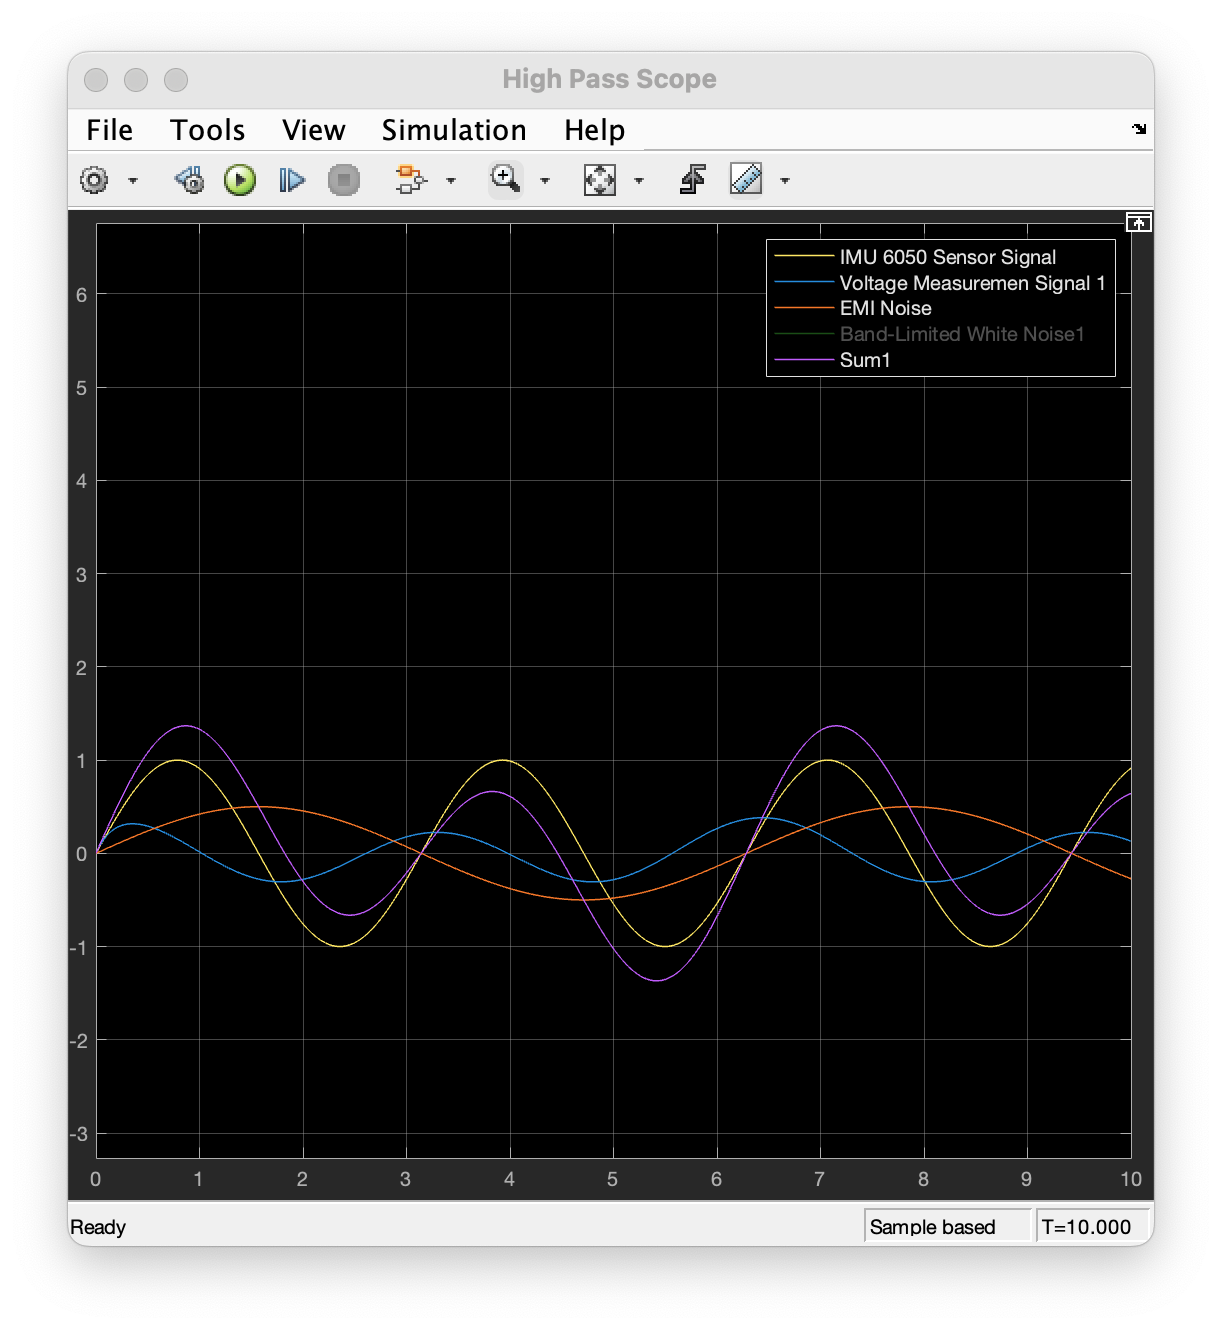 High Pass Scope
File Tools View Simulation Help
IMU 6050 Sensor Signal
Voltage Measuremen Signal 1
EMI Noise
Band-Limited White Noise1
Sum1
6
5
4
3
2
1
0
-1
-2
-3
0 1 2 3 4 5 6 7 8 9 10
Ready Sample based T=10.000